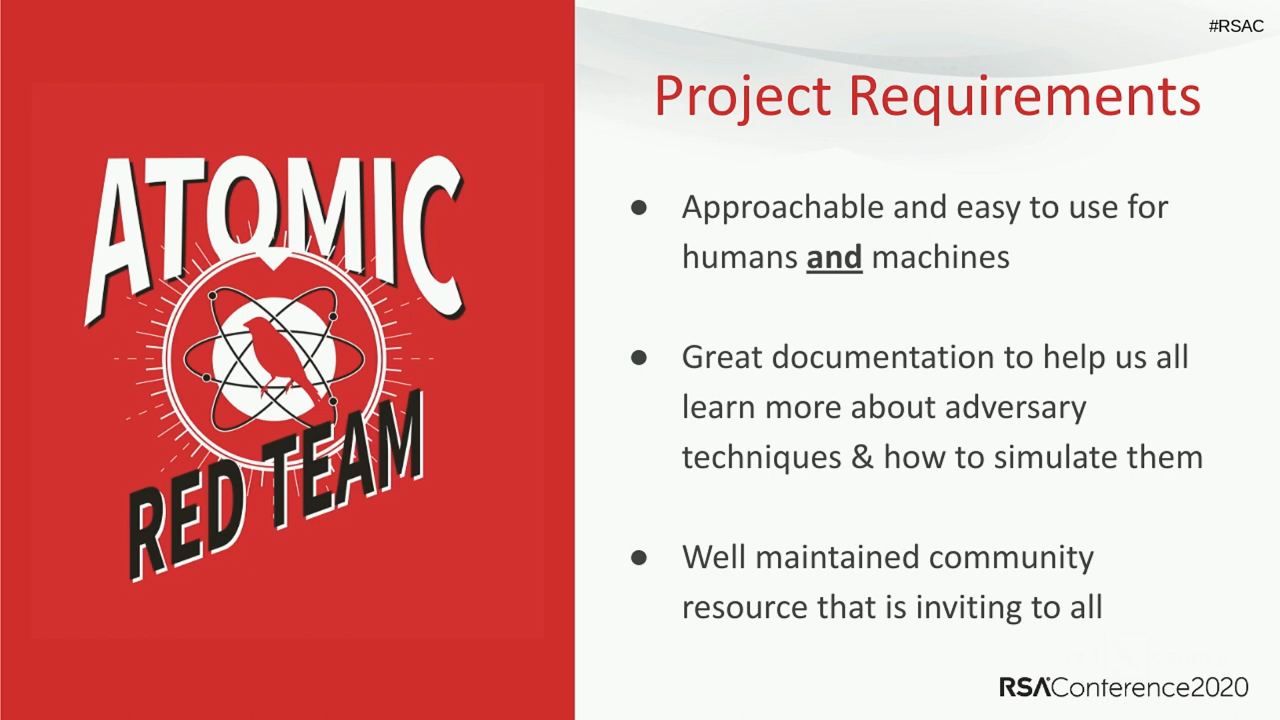 #RSAC
ATOMIC
RED TEAM
Project Requirements
● Approachable and easy to use for
humans and machines
● Great documentation to help us all
learn more about adversary
techniques & how to simulate them
● Well maintained community
resource that is inviting to all
RSA Conference2020